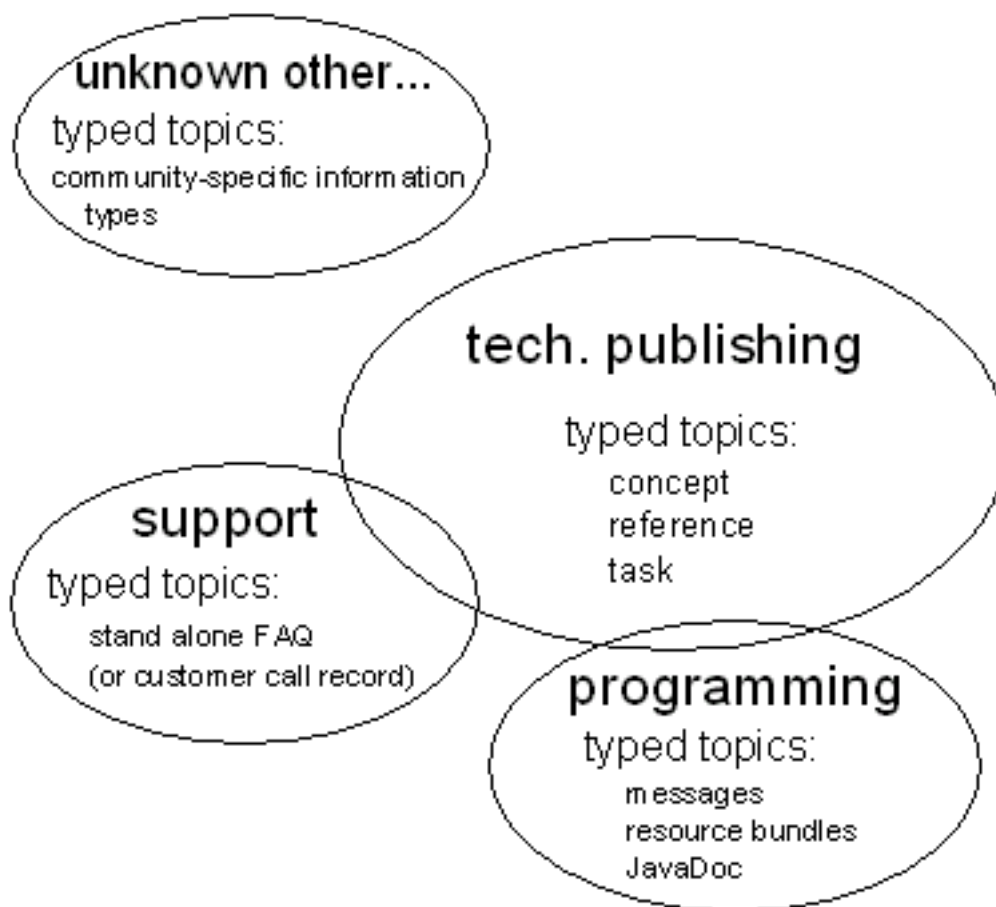 unknown other...
typed topics:
community-specific information
types
tech. publishing
typed topics:
concept
reference
task
support
typed topics:
stand alone FAQ
(or customer call record)
programming
typed topics:
messages
resource bundles
JavaDoc